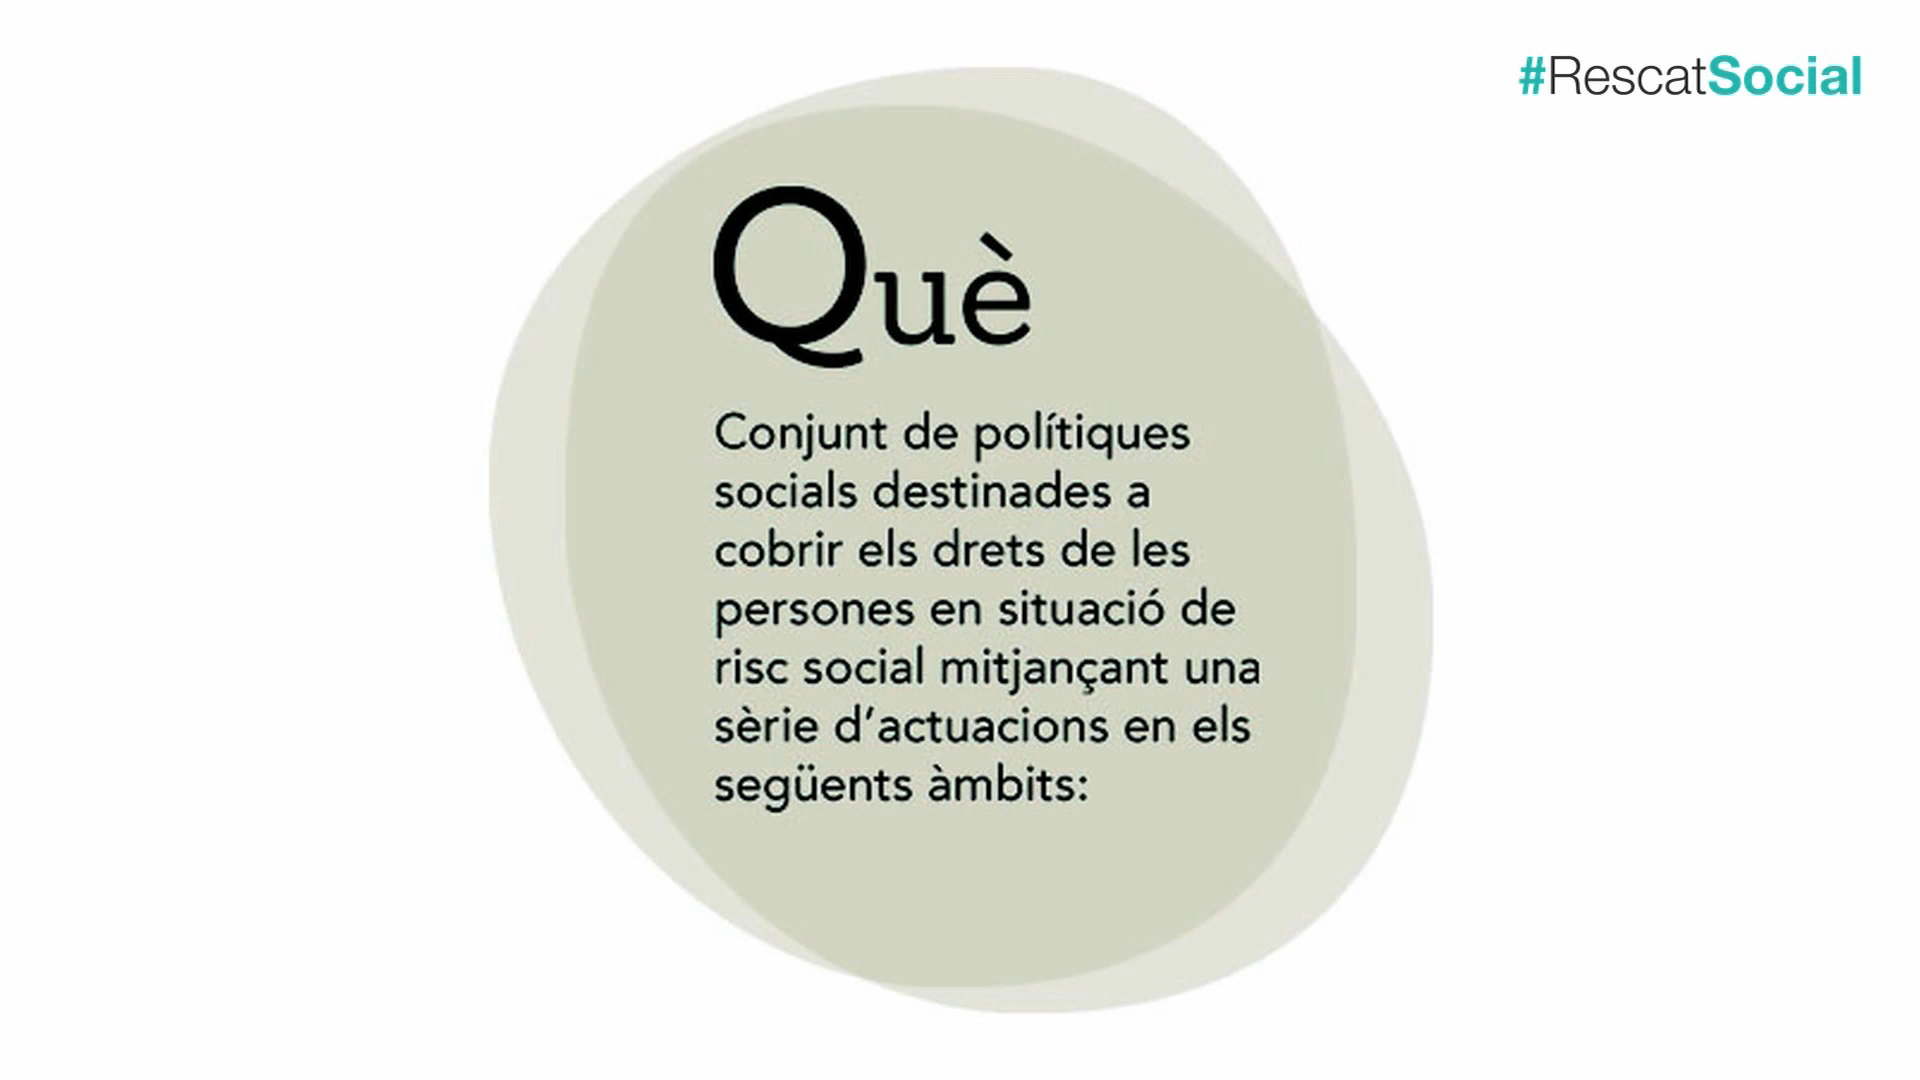 #RescatSocial
Què
Conjunt de polítiques
socials destinades a
cobrir els drets de les
persones en situació de
risc social mitjançant una
sèrie d’actuacions en els
següents àmbits: